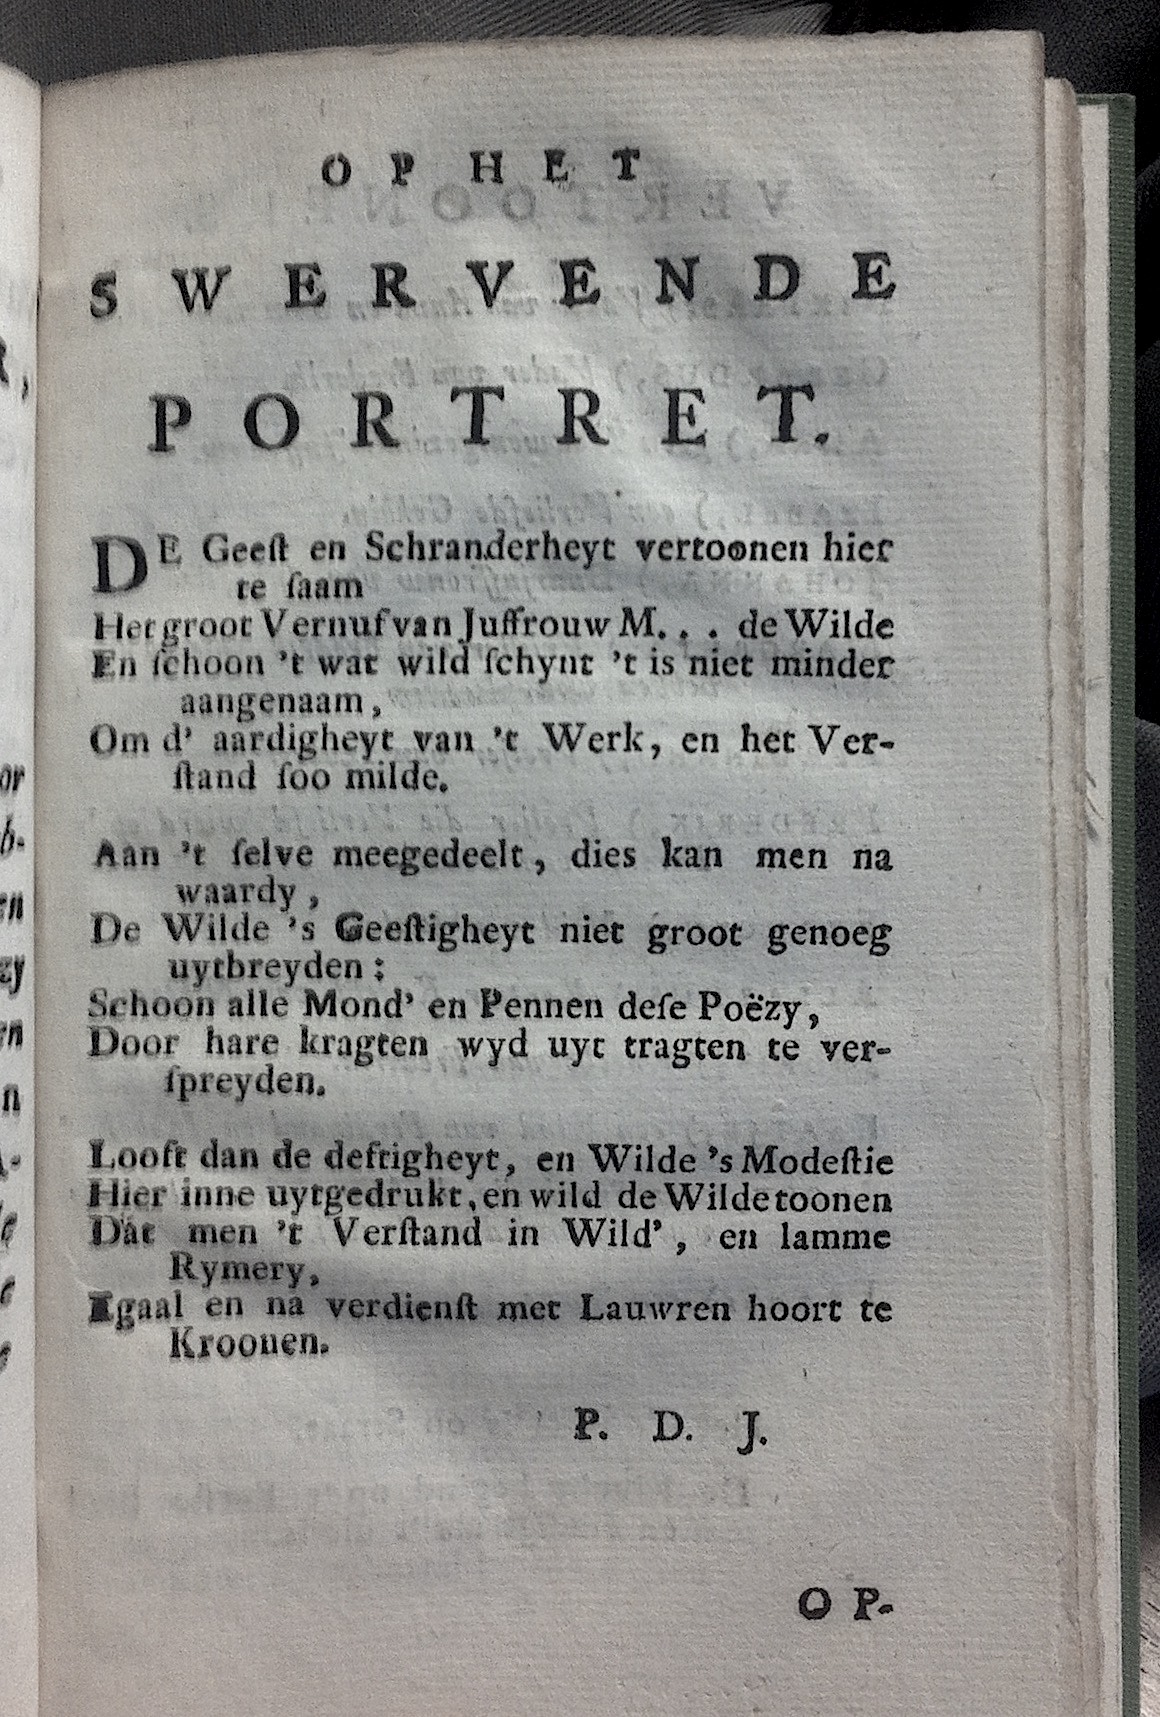 OP HET
SWERVENDE
PORTRET.
DE Geeſt en Schranderheyt vertoonen hier
te ſaam
Het groot Vernuf van Juffrouw M. . . de Wilde
En ſchoon 't wat wild ſchynt 't is niet minder
aangenaam,
Om d' aardigheyt van 't Werk, en het Ver-
ſtand ſoo milde.
Aan 't ſelve meegedeelt, dies kan men na
waardy,
De Wilde 's Geeſtigheyt niet groot genoeg
uytbreyden:
Schoon alle Mond' en Pennen deſe Poëzy,
Door hare kragten wyd uyt tragten te ver-
ſpreyden.
Looft dan de deftigheyt, en Wilde 's Modeſtie
Hier inne uytgedrukt, en wild de Wilde toonen
Dat men 't Verſtand in Wild', en lamme
Rymery,
Egaal en na verdienſt met Lauwren hoort te
Kroonen.
P. D. J.
OP-